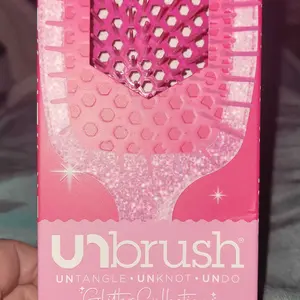 unbrush®
UNTANGLE • UNKNOT • UNDO
Glitter Collection